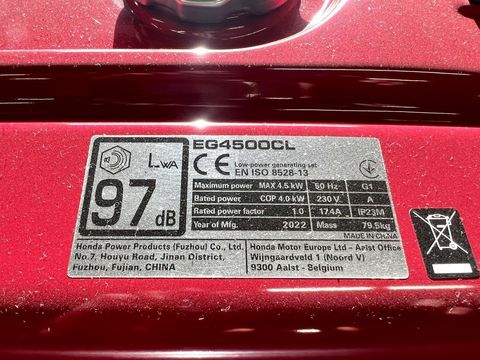 EG4500CL
LWA
97 dB
CE Low-power generating set
EN ISO 8528-13
Maximum power MAX 4.5 kW 50 Hz G1
Rated power COP 4.0 kW 230 V A
Rated power factor 1.0 17.4A IP23M
Year of Mfg. 2022 Mass 79.5kg
MADE IN CHINA
Honda Power Products (Fuzhou) Co., Ltd.
No.7, Houyu Road, Jinan District,
Fuzhou, Fujian, CHINA
Honda Motor Europe Ltd - Aalst Office
Wijngaardveld 1 (Noord V)
9300 Aalst - Belgium